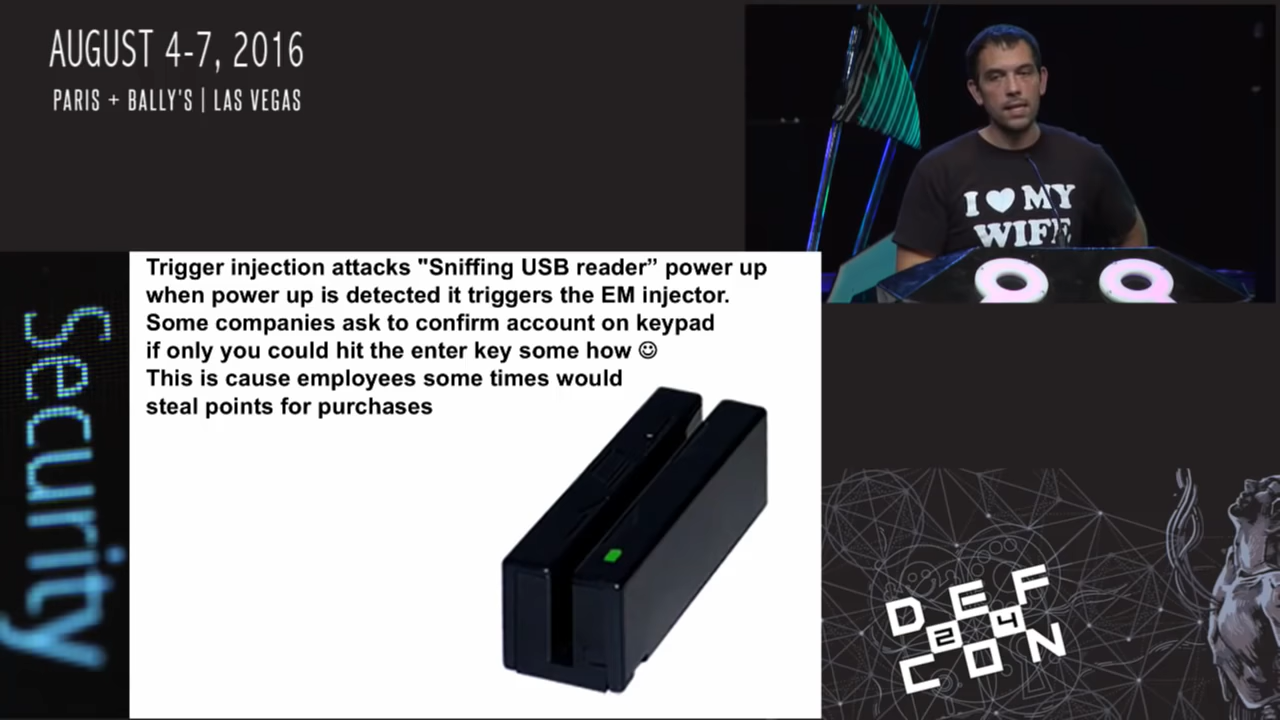 AUGUST 4-7, 2016
PARIS + BALLY'S | LAS VEGAS
I ♥ MY
WIFE
Security
Trigger injection attacks "Sniffing USB reader” power up
when power up is detected it triggers the EM injector.
Some companies ask to confirm account on keypad
if only you could hit the enter key some how ☺
This is cause employees some times would
steal points for purchases
DEF
24
CON